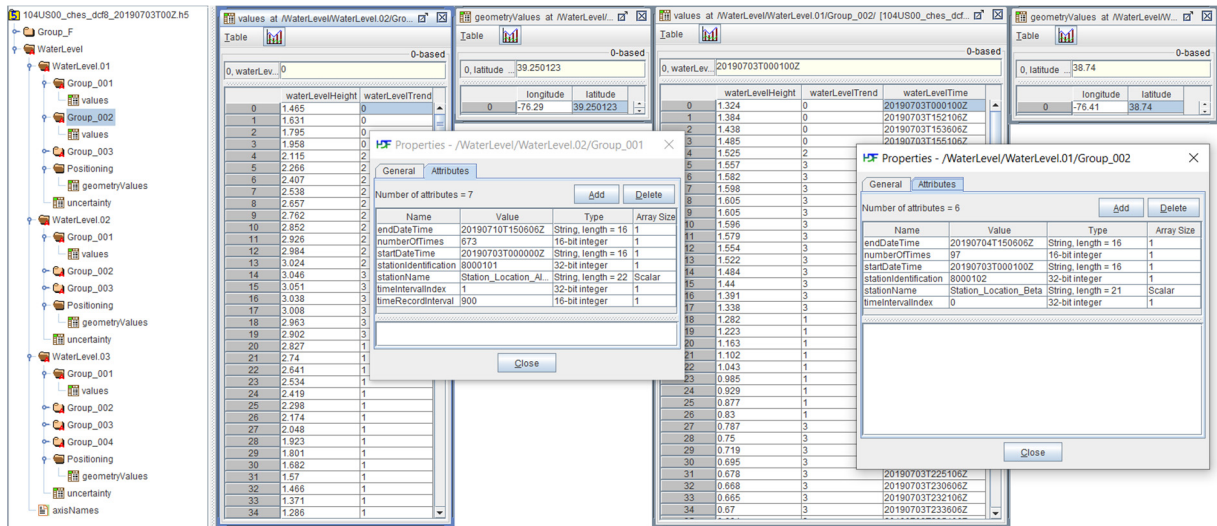 104US00_ches_dcf8_20190703T00Z.h5
Group_F
WaterLevel
WaterLevel.01
Group_001
values
Group_002
values
Group_003
Positioning
geometryValues
uncertainty
WaterLevel.02
Group_001
values
Group_002
Group_003
Positioning
geometryValues
uncertainty
WaterLevel.03
Group_001
values
Group_002
Group_003
Group_004
Positioning
geometryValues
uncertainty
axisNames
values at /WaterLevel/WaterLevel.02/Gro...
Table
0-based
0, waterLev... 0
waterLevelHeight waterLevelTrend
0 1.465 0
1 1.631 0
2 1.795 0
3 1.958 0
4 2.115 2
5 2.266 2
6 2.407 2
7 2.538 2
8 2.657 2
9 2.762 2
10 2.852 2
11 2.926 2
12 2.984 2
13 3.024 2
14 3.046 3
15 3.051 3
16 3.038 3
17 3.008 3
18 2.963 3
19 2.902 3
20 2.827 1
21 2.74 1
22 2.641 1
23 2.534 1
24 2.419 1
25 2.298 1
26 2.174 1
27 2.048 1
28 1.923 1
29 1.801 1
30 1.682 1
31 1.57 1
32 1.466 1
33 1.371 1
34 1.286 1
geometryValues at /WaterLevel/...
Table
0-based
0, latitude ... 39.250123
longitude latitude
0 -76.29 39.250123
values at /WaterLevel/WaterLevel.01/Group_002/ [104US00_ches_dcf...
Table
0-based
0, waterLev... 20190703T000100Z
waterLevelHeight waterLevelTrend waterLevelTime
0 1.324 0 20190703T000100Z
1 1.384 0 20190703T152106Z
2 1.438 0 20190703T153606Z
3 1.485 0 20190703T155106Z
4 1.525 2
5 1.557 3
6 1.582 3
7 1.598 3
8 1.605 3
9 1.605 3
10 1.596 3
11 1.579 3
12 1.554 3
13 1.522 3
14 1.484 3
15 1.44 3
16 1.391 3
17 1.338 3
18 1.282 1
19 1.223 1
20 1.163 1
21 1.102 1
22 1.043 1
23 0.985 1
24 0.929 1
25 0.877 1
26 0.83 1
27 0.787 3
28 0.75 3
29 0.719 3
30 0.695 3
31 0.678 3 20190703T225106Z
32 0.668 3 20190703T230606Z
33 0.665 3 20190703T232106Z
34 0.67 3 20190703T233606Z
geometryValues at /WaterLevel/W...
Table
0-based
0, latitude ... 38.74
longitude latitude
0 -76.41 38.74
HDF Properties - /WaterLevel/WaterLevel.02/Group_001
General Attributes
Number of attributes = 7 Add Delete
Name Value Type Array Size
endDateTime 20190710T150606Z String, length = 16 1
numberOfTimes 673 16-bit integer 1
startDateTime 20190703T000000Z String, length = 16 1
stationIdentification 8000101 32-bit integer 1
stationName Station_Location_Al... String, length = 22 Scalar
timeIntervalIndex 1 32-bit integer 1
timeRecordInterval 900 16-bit integer 1
Close
HDF Properties - /WaterLevel/WaterLevel.01/Group_002
General Attributes
Number of attributes = 6 Add Delete
Name Value Type Array Size
endDateTime 20190704T150606Z String, length = 16 1
numberOfTimes 97 16-bit integer 1
startDateTime 20190703T000100Z String, length = 16 1
stationIdentification 8000102 32-bit integer 1
stationName Station_Location_Beta String, length = 21 Scalar
timeIntervalIndex 0 32-bit integer 1
Close